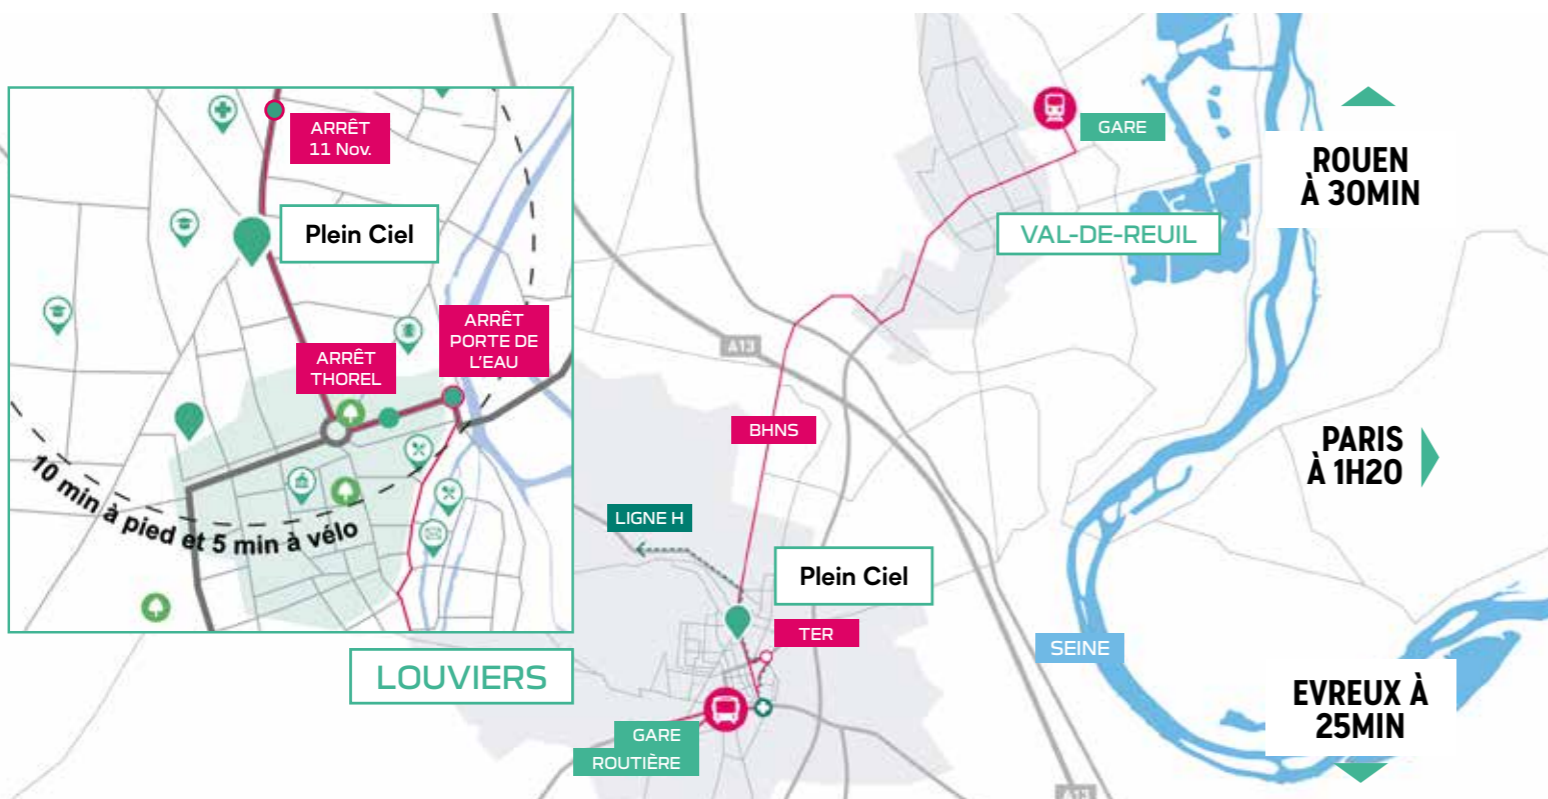 ARRÊT
11 Nov.
Plein Ciel
ARRÊT
PORTE DE
L'EAU
ARRÊT
THOREL
10 min à pied et 5 min à vélo
LOUVIERS
GARE
VAL-DE-REUIL
A13
BHNS
LIGNE H
Plein Ciel
TER
GARE
ROUTIÈRE
SEINE
A13
ROUEN
À 30MIN
PARIS
À 1H20
EVREUX À
25MIN